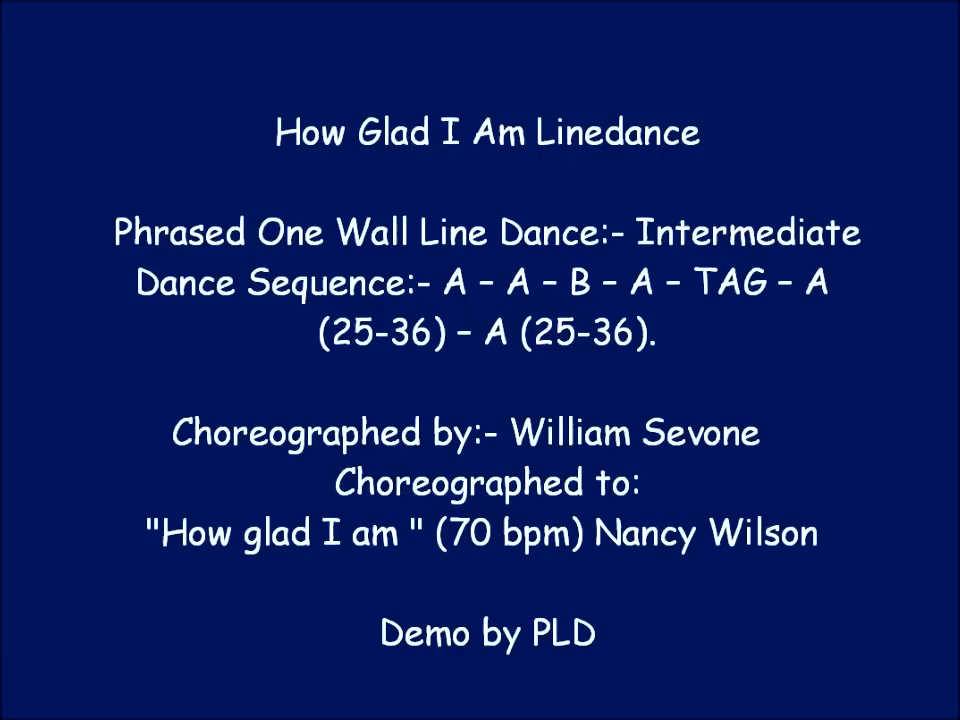 How Glad I Am Linedance
Phrased One Wall Line Dance:- Intermediate
Dance Sequence:- A – A – B – A – TAG – A
(25-36) – A (25-36).
Choreographed by:- William Sevone
Choreographed to:
"How glad I am " (70 bpm) Nancy Wilson
Demo by PLD